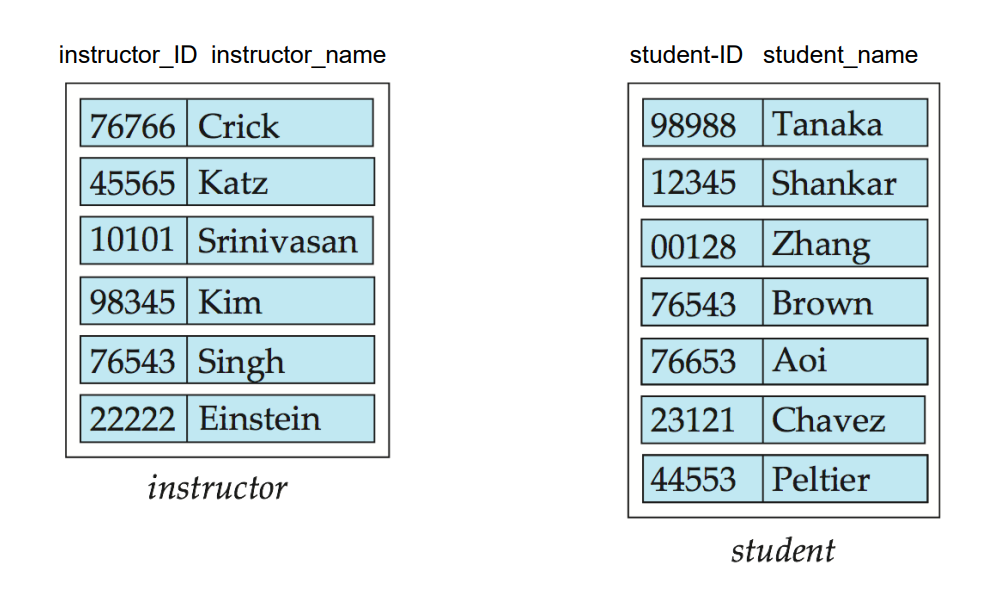 instructor_ID instructor_name
76766 Crick
45565 Katz
10101 Srinivasan
98345 Kim
76543 Singh
22222 Einstein
instructor
student-ID student_name
98988 Tanaka
12345 Shankar
00128 Zhang
76543 Brown
76653 Aoi
23121 Chavez
44553 Peltier
student